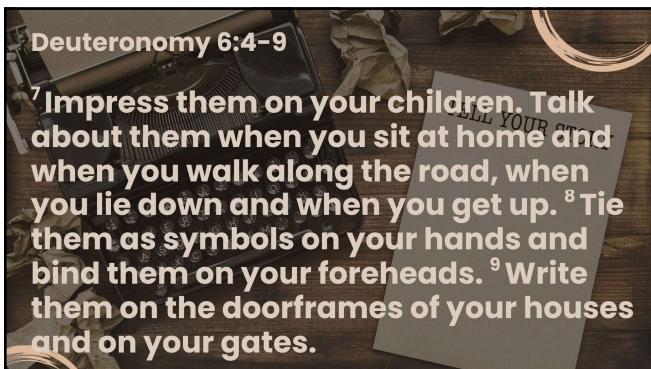 Deuteronomy 6:4-9
7 Impress them on your children. Talk
about them when you sit at home and
when you walk along the road, when
you lie down and when you get up. 8 Tie
them as symbols on your hands and
bind them on your foreheads. 9 Write
them on the doorframes of your houses
and on your gates.
TELL YOUR STORY